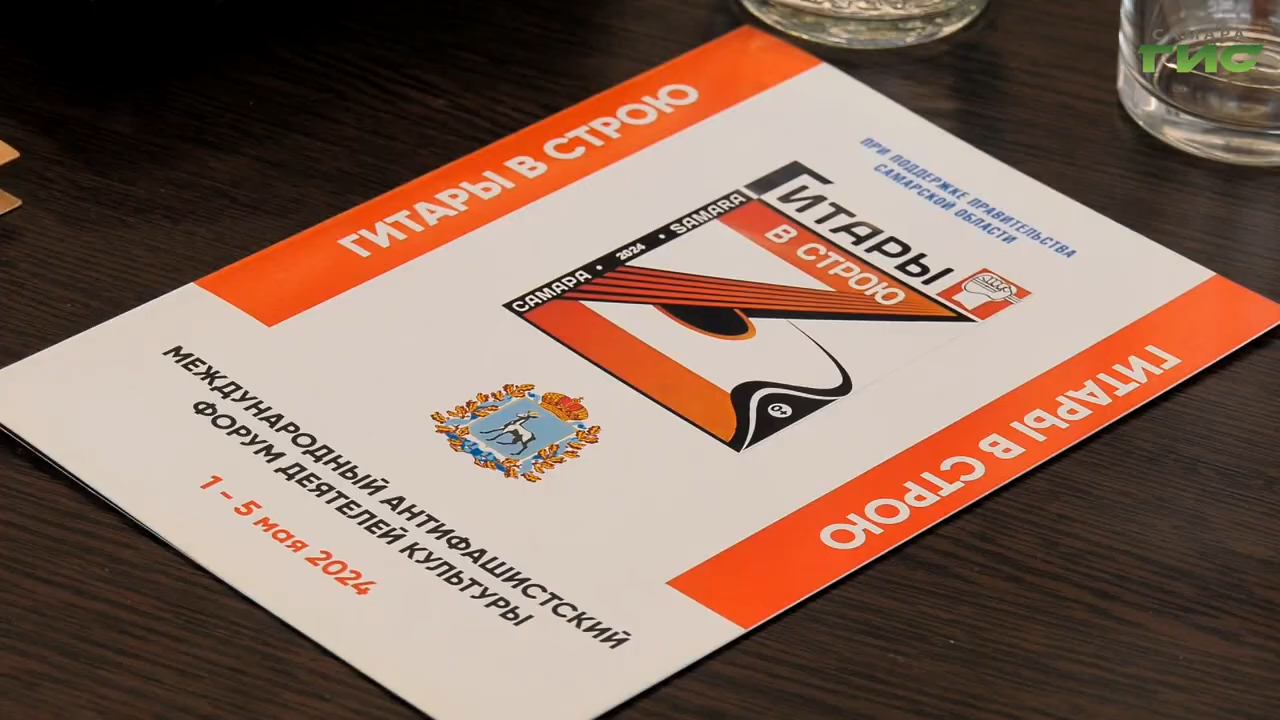 САМАРА
ГИС
ГИТАРЫ В СТРОЮ
ПРИ ПОДДЕРЖКЕ ПРАВИТЕЛЬСТВА
САМАРСКОЙ ОБЛАСТИ
ГИТАРЫ
В СТРОЮ
САМАРА • 2024 • SAMARA
0+
МЕЖДУНАРОДНЫЙ АНТИФАШИСТСКИЙ
ФОРУМ ДЕЯТЕЛЕЙ КУЛЬТУРЫ
1 – 5 мая 2024
ГИТАРЫ В СТРОЮ